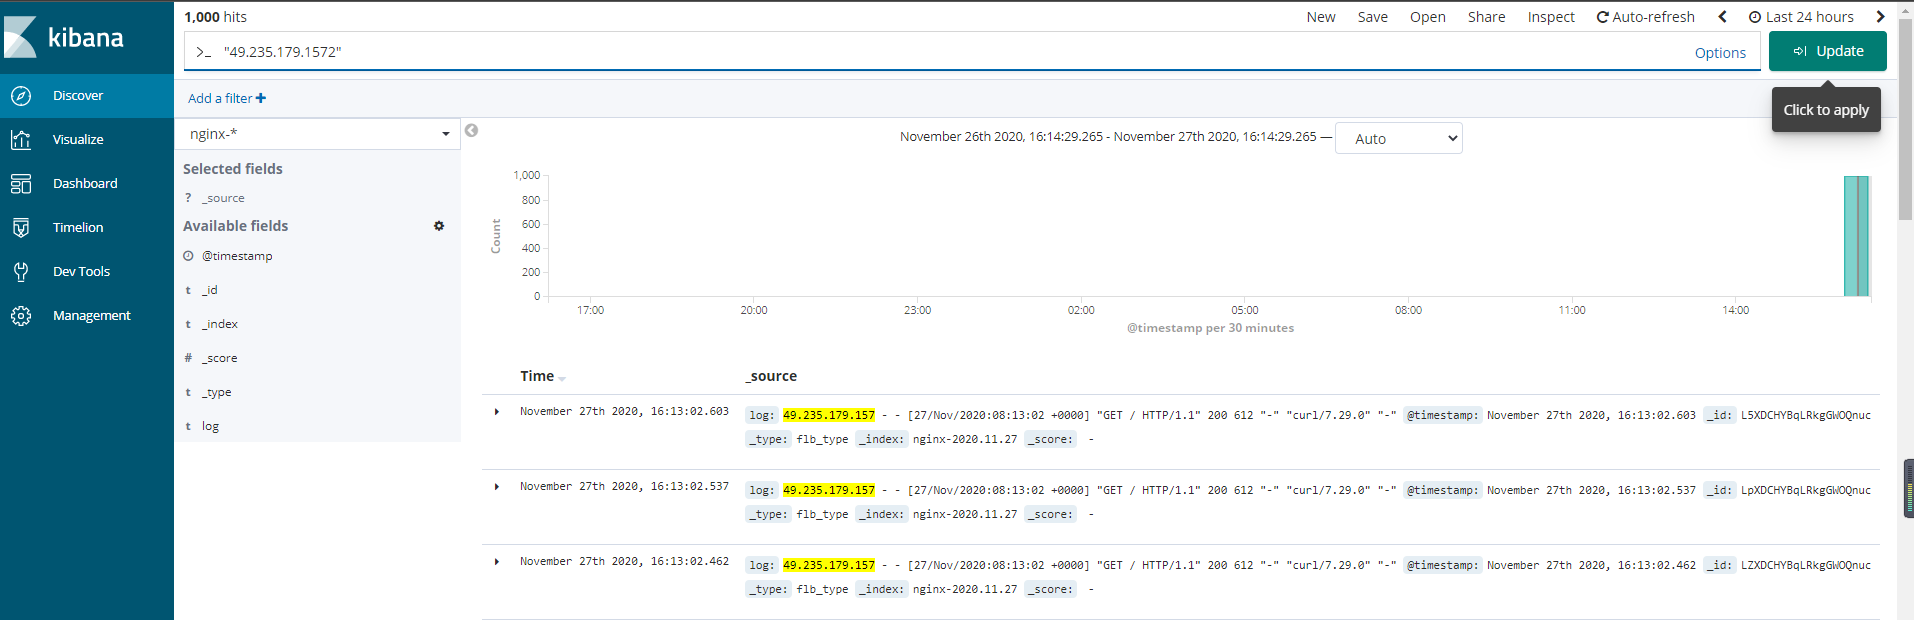 1,000 hits
New Save Open Share Inspect Auto-refresh Last 24 hours
kibana
>_ "49.235.179.1572" Options
Update
Discover
Visualize
Dashboard
Timelion
Dev Tools
Management
Add a filter +
Click to apply
nginx-*
Selected fields
? _source
Available fields
@timestamp
t _id
t _index
# _score
t _type
t log
November 26th 2020, 16:14:29.265 - November 27th 2020, 16:14:29.265 — Auto
1,000
800
600
400
200
0
Count
17:00 20:00 23:00 02:00 05:00 08:00 11:00 14:00
@timestamp per 30 minutes
Time _source
November 27th 2020, 16:13:02.603 log: 49.235.179.157 - - [27/Nov/2020:08:13:02 +0000] "GET / HTTP/1.1" 200 612 "-" "curl/7.29.0" "-" @timestamp: November 27th 2020, 16:13:02.603 _id: L5XDCHYBqLRkgGWOQnuc
_type: flb_type _index: nginx-2020.11.27 _score: -
November 27th 2020, 16:13:02.537 log: 49.235.179.157 - - [27/Nov/2020:08:13:02 +0000] "GET / HTTP/1.1" 200 612 "-" "curl/7.29.0" "-" @timestamp: November 27th 2020, 16:13:02.537 _id: LpXDCHYBqLRkgGWOQnuc
_type: flb_type _index: nginx-2020.11.27 _score: -
November 27th 2020, 16:13:02.462 log: 49.235.179.157 - - [27/Nov/2020:08:13:02 +0000] "GET / HTTP/1.1" 200 612 "-" "curl/7.29.0" "-" @timestamp: November 27th 2020, 16:13:02.462 _id: LZXDCHYBqLRkgGWOQnuc
_type: flb_type _index: nginx-2020.11.27 _score: -